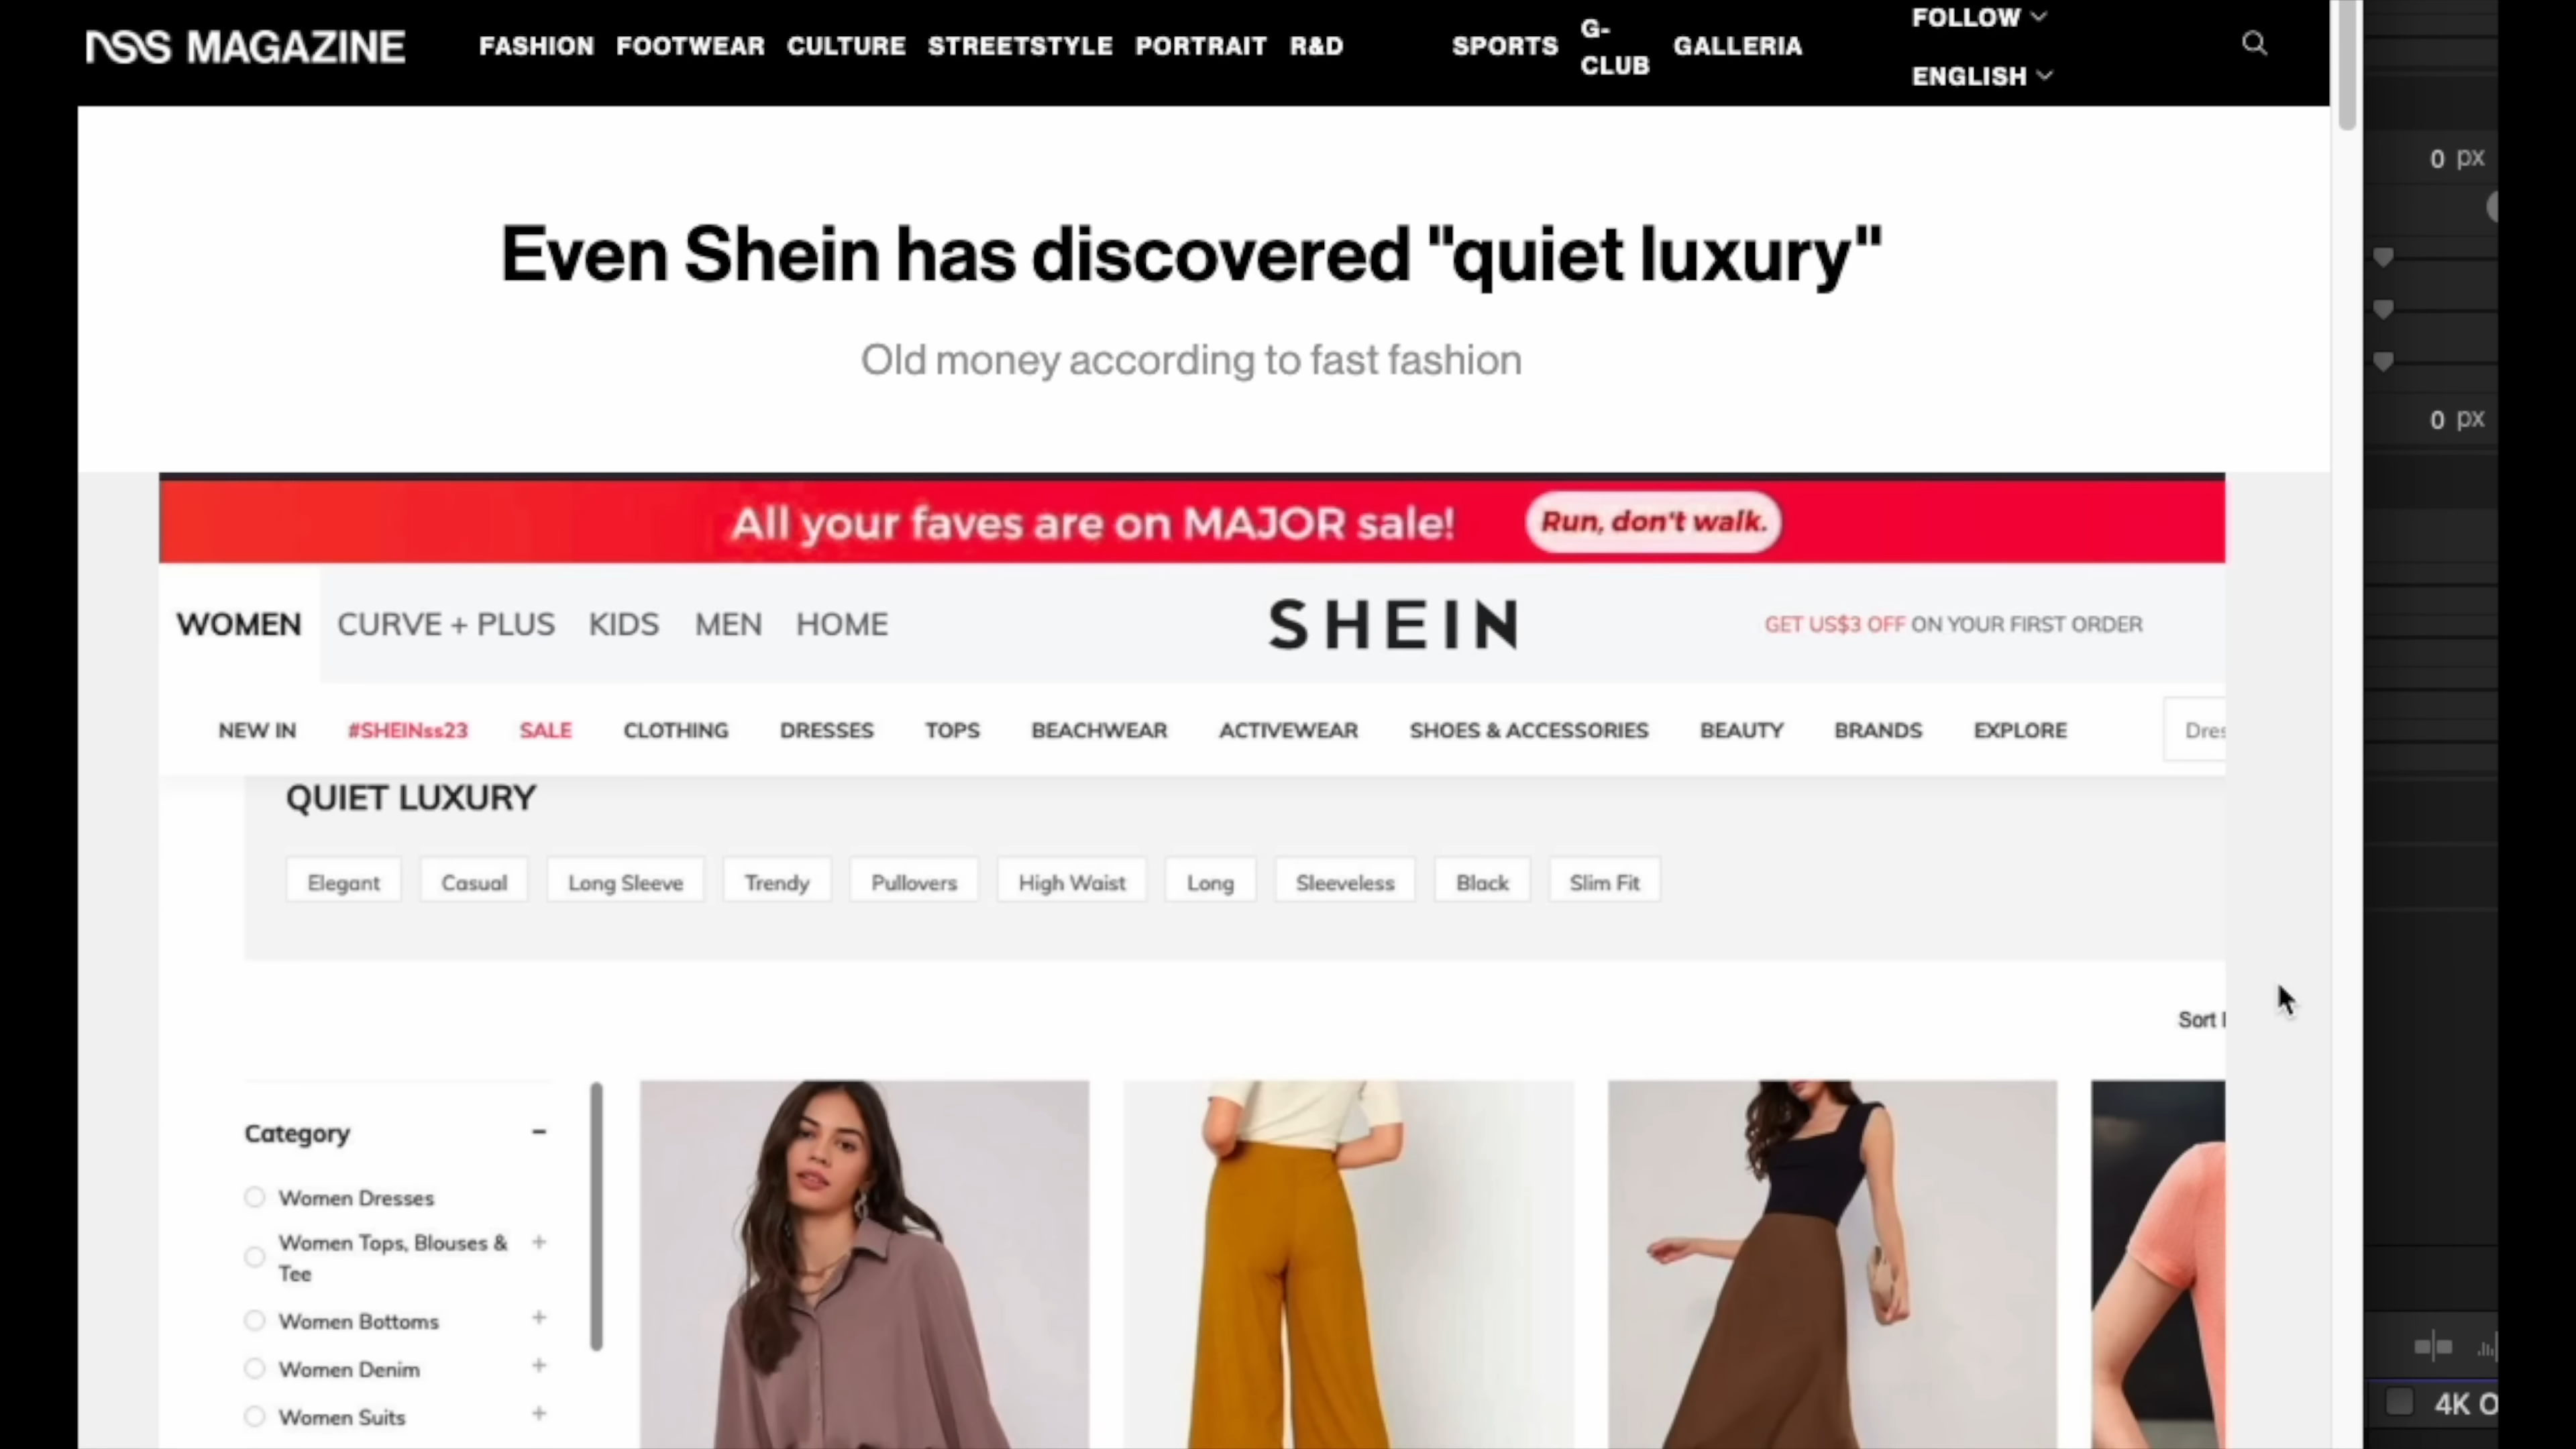 nss MAGAZINE
FASHION FOOTWEAR CULTURE STREETSTYLE PORTRAIT R&D SPORTS G-
CLUB GALLERIA FOLLOW
ENGLISH
0 px
Even Shein has discovered "quiet luxury"
Old money according to fast fashion
0 px
All your faves are on MAJOR sale! Run, don't walk.
WOMEN CURVE + PLUS KIDS MEN HOME SHEIN GET US$3 OFF ON YOUR FIRST ORDER
NEW IN #SHEINss23 SALE CLOTHING DRESSES TOPS BEACHWEAR ACTIVEWEAR SHOES & ACCESSORIES BEAUTY BRANDS EXPLORE
QUIET LUXURY
Elegant Casual Long Sleeve Trendy Pullovers High Waist Long Sleeveless Black Slim Fit
Sort
Category
Women Dresses
Women Tops, Blouses &
Tee
Women Bottoms
Women Denim
Women Suits
4K